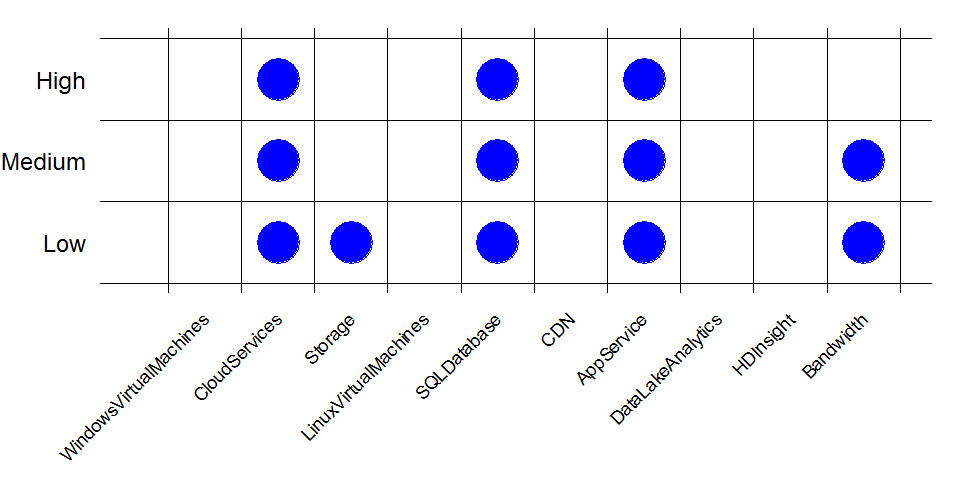 High
Medium
Low
WindowsVirtualMachines
CloudServices
Storage
LinuxVirtualMachines
SQLDatabase
CDN
AppService
DataLakeAnalytics
HDInsight
Bandwidth